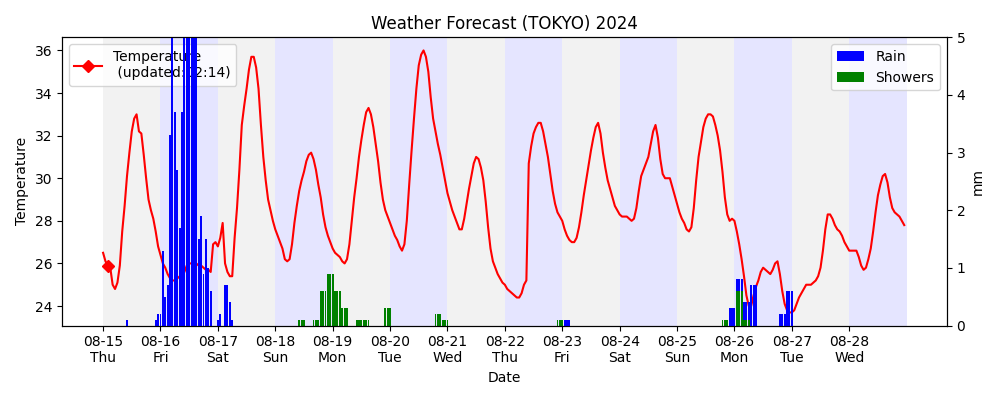 Weather Forecast (TOKYO) 2024
Temperature
(updated:02:14)
Rain
Showers
Temperature
36
34
32
30
28
26
24
5
4
3
2
1
0
mm
08-15 08-16 08-17 08-18 08-19 08-20 08-21 08-22 08-23 08-24 08-25 08-26 08-27 08-28
Thu Fri Sat Sun Mon Tue Wed Thu Fri Sat Sun Mon Tue Wed
Date